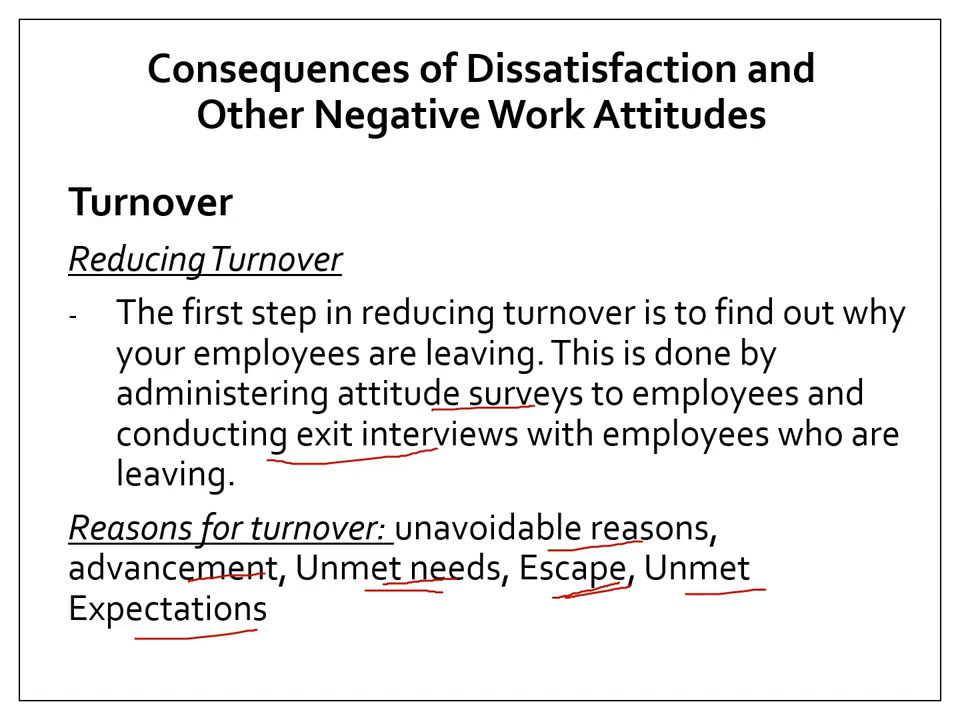 Consequences of Dissatisfaction and
Other Negative Work Attitudes
Turnover
Reducing Turnover
- The first step in reducing turnover is to find out why
your employees are leaving. This is done by
administering attitude surveys to employees and
conducting exit interviews with employees who are
leaving.
Reasons for turnover: unavoidable reasons,
advancement, Unmet needs, Escape, Unmet
Expectations